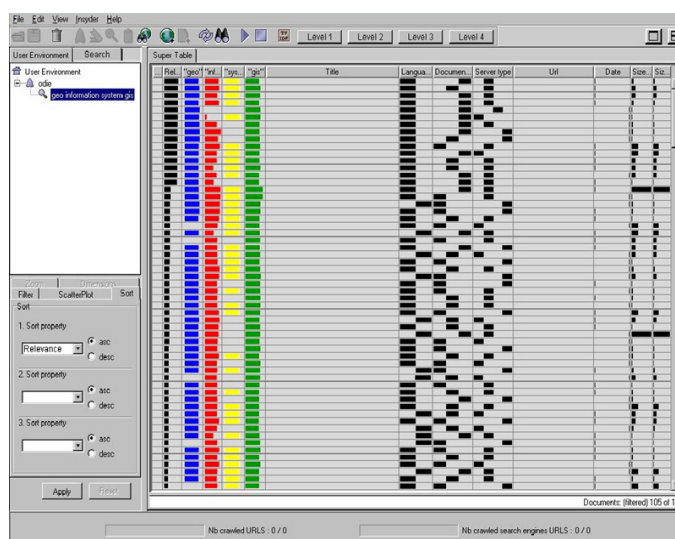 File Edit View Insyder Help
Level 1 Level 2 Level 3 Level 4
User Environment Search
Super Table
User Environment
odie
geo information system gis
Rel... "geo" "inf... "sys... "gis" Title Langua... Documen... Server type Url Date Size... Siz...
Zoom Dimensions
Filter ScatterPlot Sort
Sort
1. Sort property
asc
Relevance
desc
2. Sort property
asc
desc
3. Sort property
asc
desc
Apply Reset
Documents: (filtered) 105 of 1
Nb crawled URLS : 0 / 0 Nb crawled search engines URLS : 0 / 0